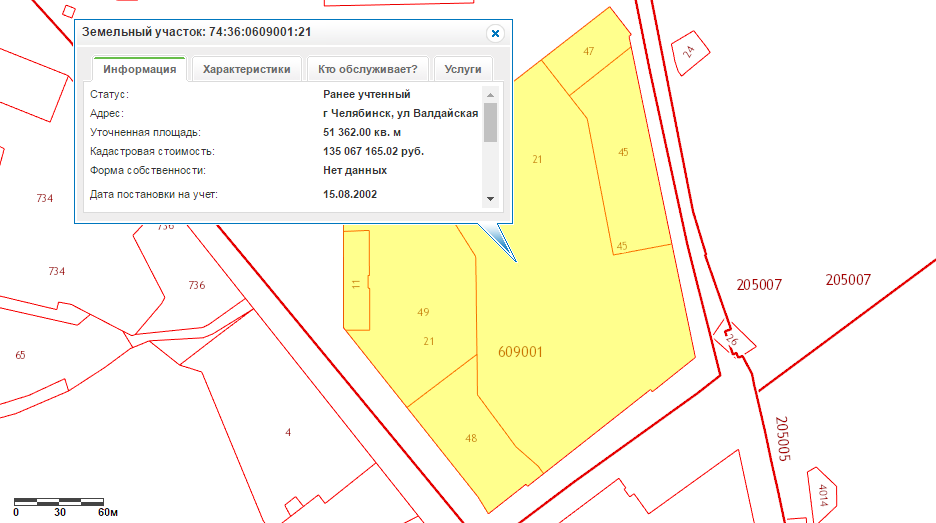 Земельный участок: 74:36:0609001:21
Информация
Характеристики
Кто обслуживает?
Услуги
Статус: Ранее учтенный
Адрес: г Челябинск, ул Валдайская
Уточненная площадь: 51 362.00 кв. м
Кадастровая стоимость: 135 067 165.02 руб.
Форма собственности: Нет данных
Дата постановки на учет: 15.08.2002
47
24
21
45
734
736
45
734
736
11
205007
205007
49
21
26
609001
65
4
48
205005
4014
0 30 60м